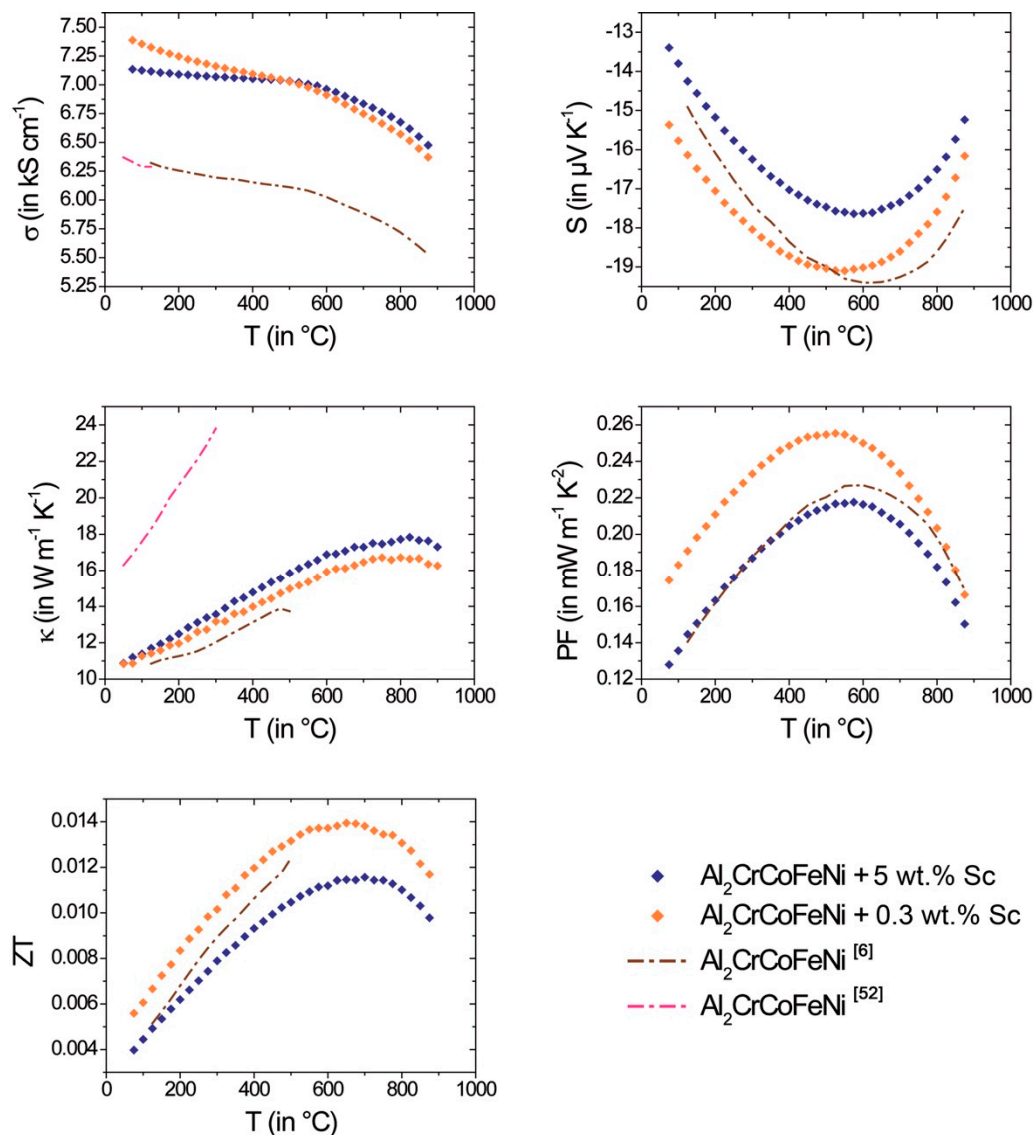 7.50
7.25
7.00
6.75
6.50
6.25
6.00
5.75
5.50
5.25
σ (in kS cm⁻¹)
0 200 400 600 800 1000
T (in °C)
-13
-14
-15
-16
-17
-18
-19
S (in µV K⁻¹)
0 200 400 600 800 1000
T (in °C)
24
22
20
18
16
14
12
10
κ (in W m⁻¹ K⁻¹)
0 200 400 600 800 1000
T (in °C)
0.26
0.24
0.22
0.20
0.18
0.16
0.14
0.12
PF (in mW m⁻¹ K⁻²)
0 200 400 600 800 1000
T (in °C)
0.014
0.012
0.010
0.008
0.006
0.004
ZT
0 200 400 600 800 1000
T (in °C)
Al₂CrCoFeNi + 5 wt.% Sc
Al₂CrCoFeNi + 0.3 wt.% Sc
Al₂CrCoFeNi [6]
Al₂CrCoFeNi [52]